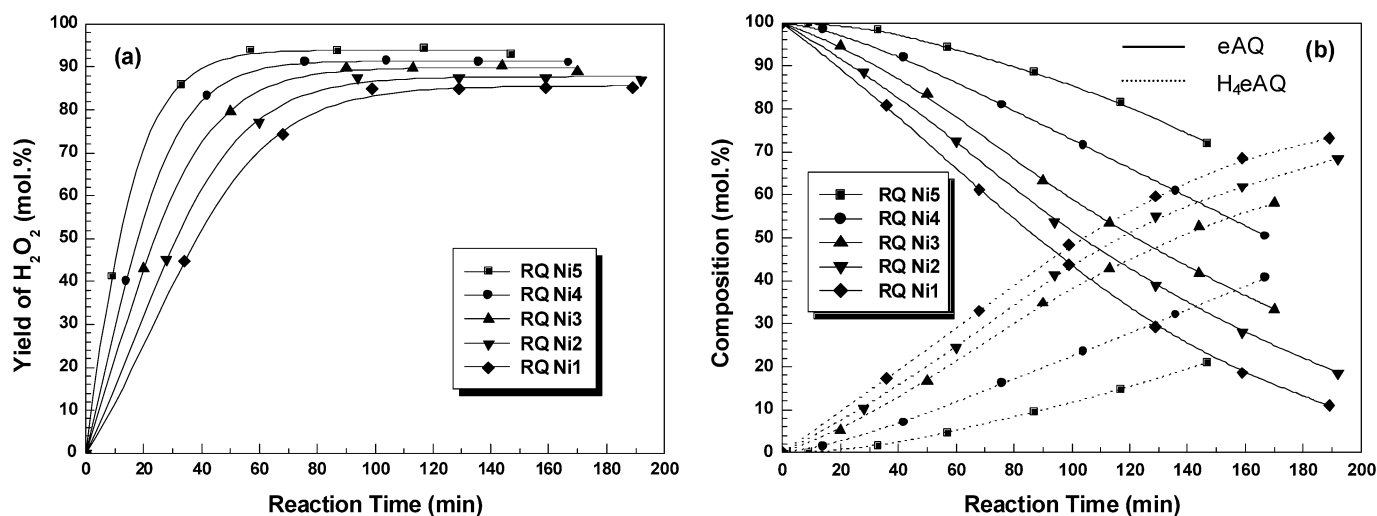 (a)
Yield of H2O2 (mol.%)
100
90
80
70
60
50
40
30
20
10
0
RQ Ni5
RQ Ni4
RQ Ni3
RQ Ni2
RQ Ni1
0 20 40 60 80 100 120 140 160 180 200
Reaction Time (min)
(b)
eAQ
H4eAQ
Composition (mol.%)
100
90
80
70
60
50
40
30
20
10
0
RQ Ni5
RQ Ni4
RQ Ni3
RQ Ni2
RQ Ni1
0 20 40 60 80 100 120 140 160 180 200
Reaction Time (min)